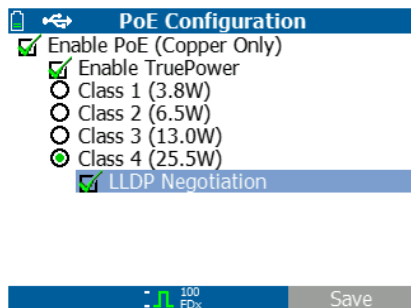 PoE Configuration
Enable PoE (Copper Only)
Enable TruePower
Class 1 (3.8W)
Class 2 (6.5W)
Class 3 (13.0W)
Class 4 (25.5W)
LLDP Negotiation
100
FDx
Save